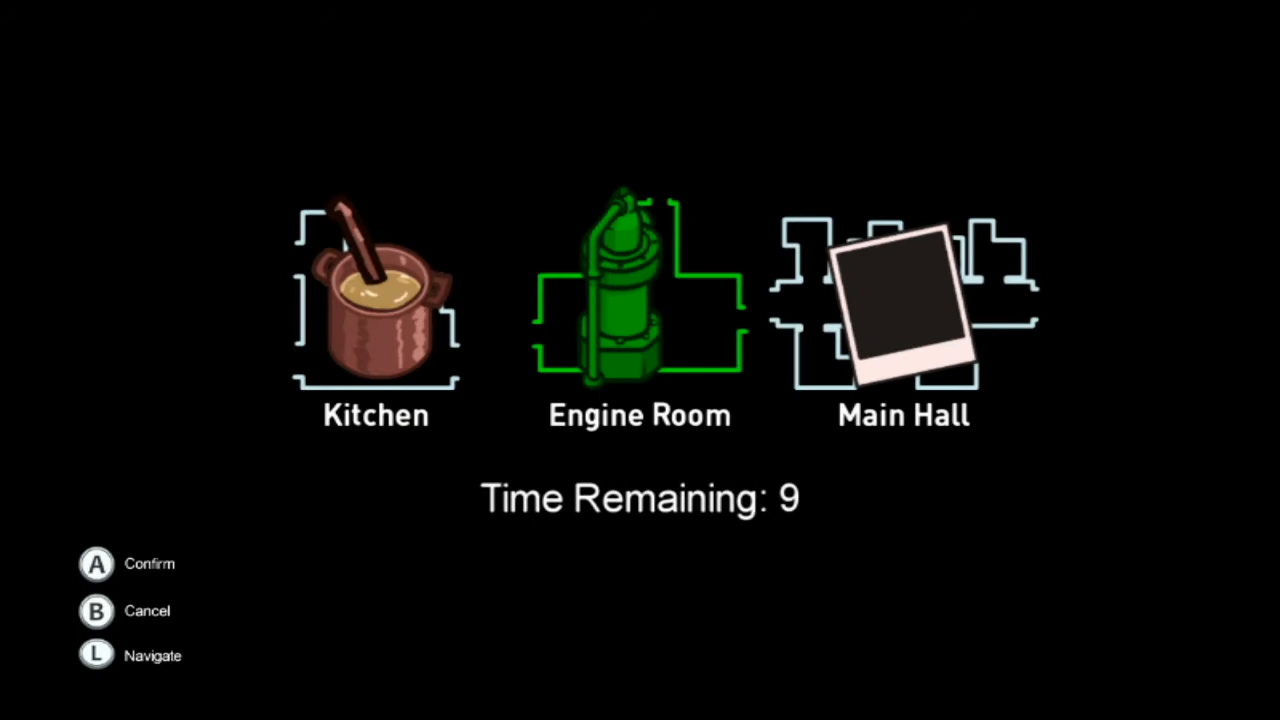 Kitchen
Engine Room
Main Hall
Time Remaining: 9
A Confirm
B Cancel
L Navigate